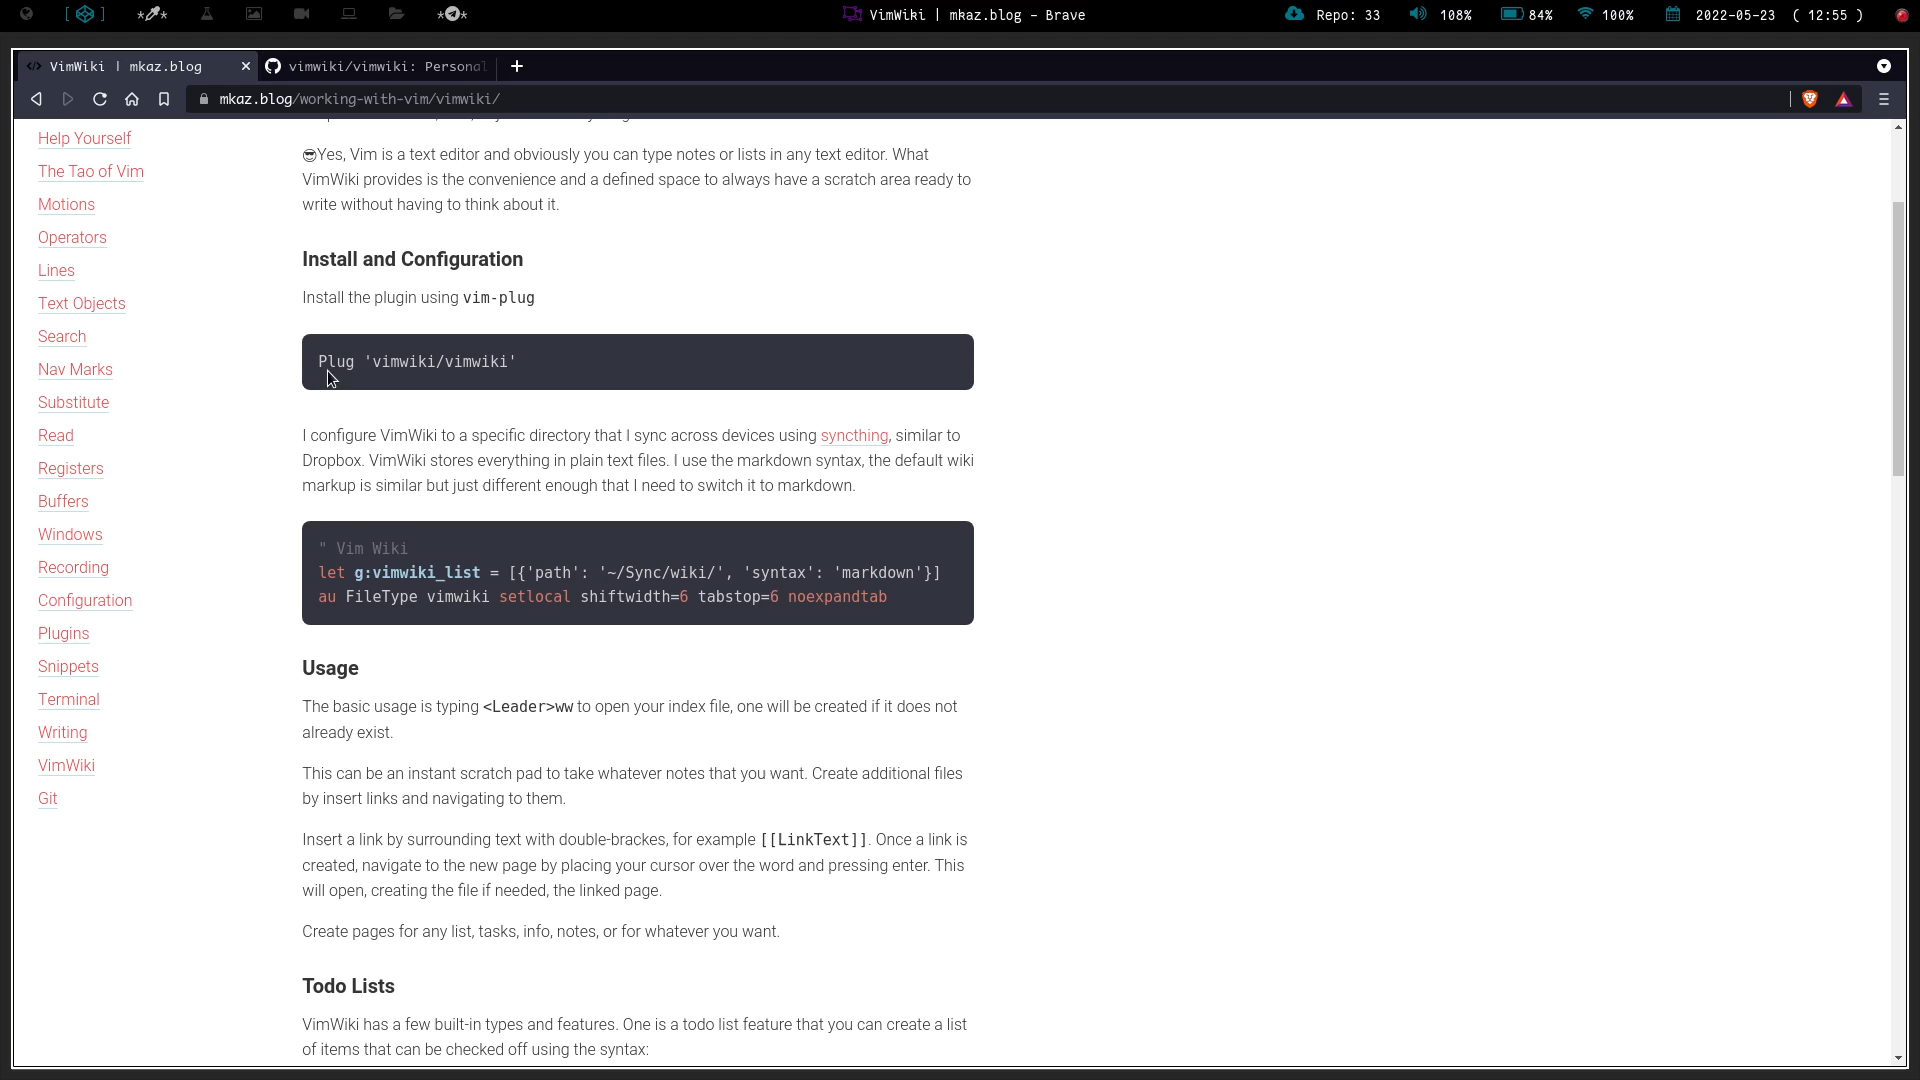 VimWiki | mkaz.blog – Brave
Repo: 33
108%
84%
100%
2022-05-23 ( 12:55 )
VimWiki | mkaz.blog
vimwiki/vimwiki: Personal
mkaz.blog/working-with-vim/vimwiki/
Help Yourself
The Tao of Vim
Motions
Operators
Lines
Text Objects
Search
Nav Marks
Substitute
Read
Registers
Buffers
Windows
Recording
Configuration
Plugins
Snippets
Terminal
Writing
VimWiki
Git
😎Yes, Vim is a text editor and obviously you can type notes or lists in any text editor. What
VimWiki provides is the convenience and a defined space to always have a scratch area ready to
write without having to think about it.
Install and Configuration
Install the plugin using vim-plug
Plug 'vimwiki/vimwiki'
I configure VimWiki to a specific directory that I sync across devices using syncthing, similar to
Dropbox. VimWiki stores everything in plain text files. I use the markdown syntax, the default wiki
markup is similar but just different enough that I need to switch it to markdown.
" Vim Wiki
let g:vimwiki_list = [{'path': '~/Sync/wiki/', 'syntax': 'markdown'}]
au FileType vimwiki setlocal shiftwidth=6 tabstop=6 noexpandtab
Usage
The basic usage is typing <Leader>ww to open your index file, one will be created if it does not
already exist.
This can be an instant scratch pad to take whatever notes that you want. Create additional files
by insert links and navigating to them.
Insert a link by surrounding text with double-brackes, for example [[LinkText]]. Once a link is
created, navigate to the new page by placing your cursor over the word and pressing enter. This
will open, creating the file if needed, the linked page.
Create pages for any list, tasks, info, notes, or for whatever you want.
Todo Lists
VimWiki has a few built-in types and features. One is a todo list feature that you can create a list
of items that can be checked off using the syntax: